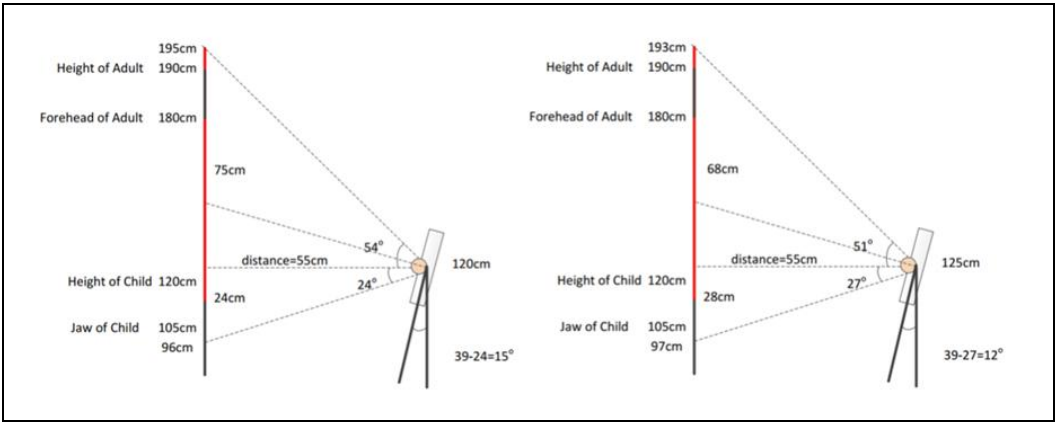 195cm
Height of Adult 190cm
Forehead of Adult 180cm
75cm
54°
distance=55cm
120cm
Height of Child 120cm
24°
24cm
Jaw of Child 105cm
96cm
39-24=15°
193cm
Height of Adult 190cm
Forehead of Adult 180cm
68cm
51°
distance=55cm
125cm
Height of Child 120cm
27°
28cm
Jaw of Child 105cm
97cm
39-27=12°